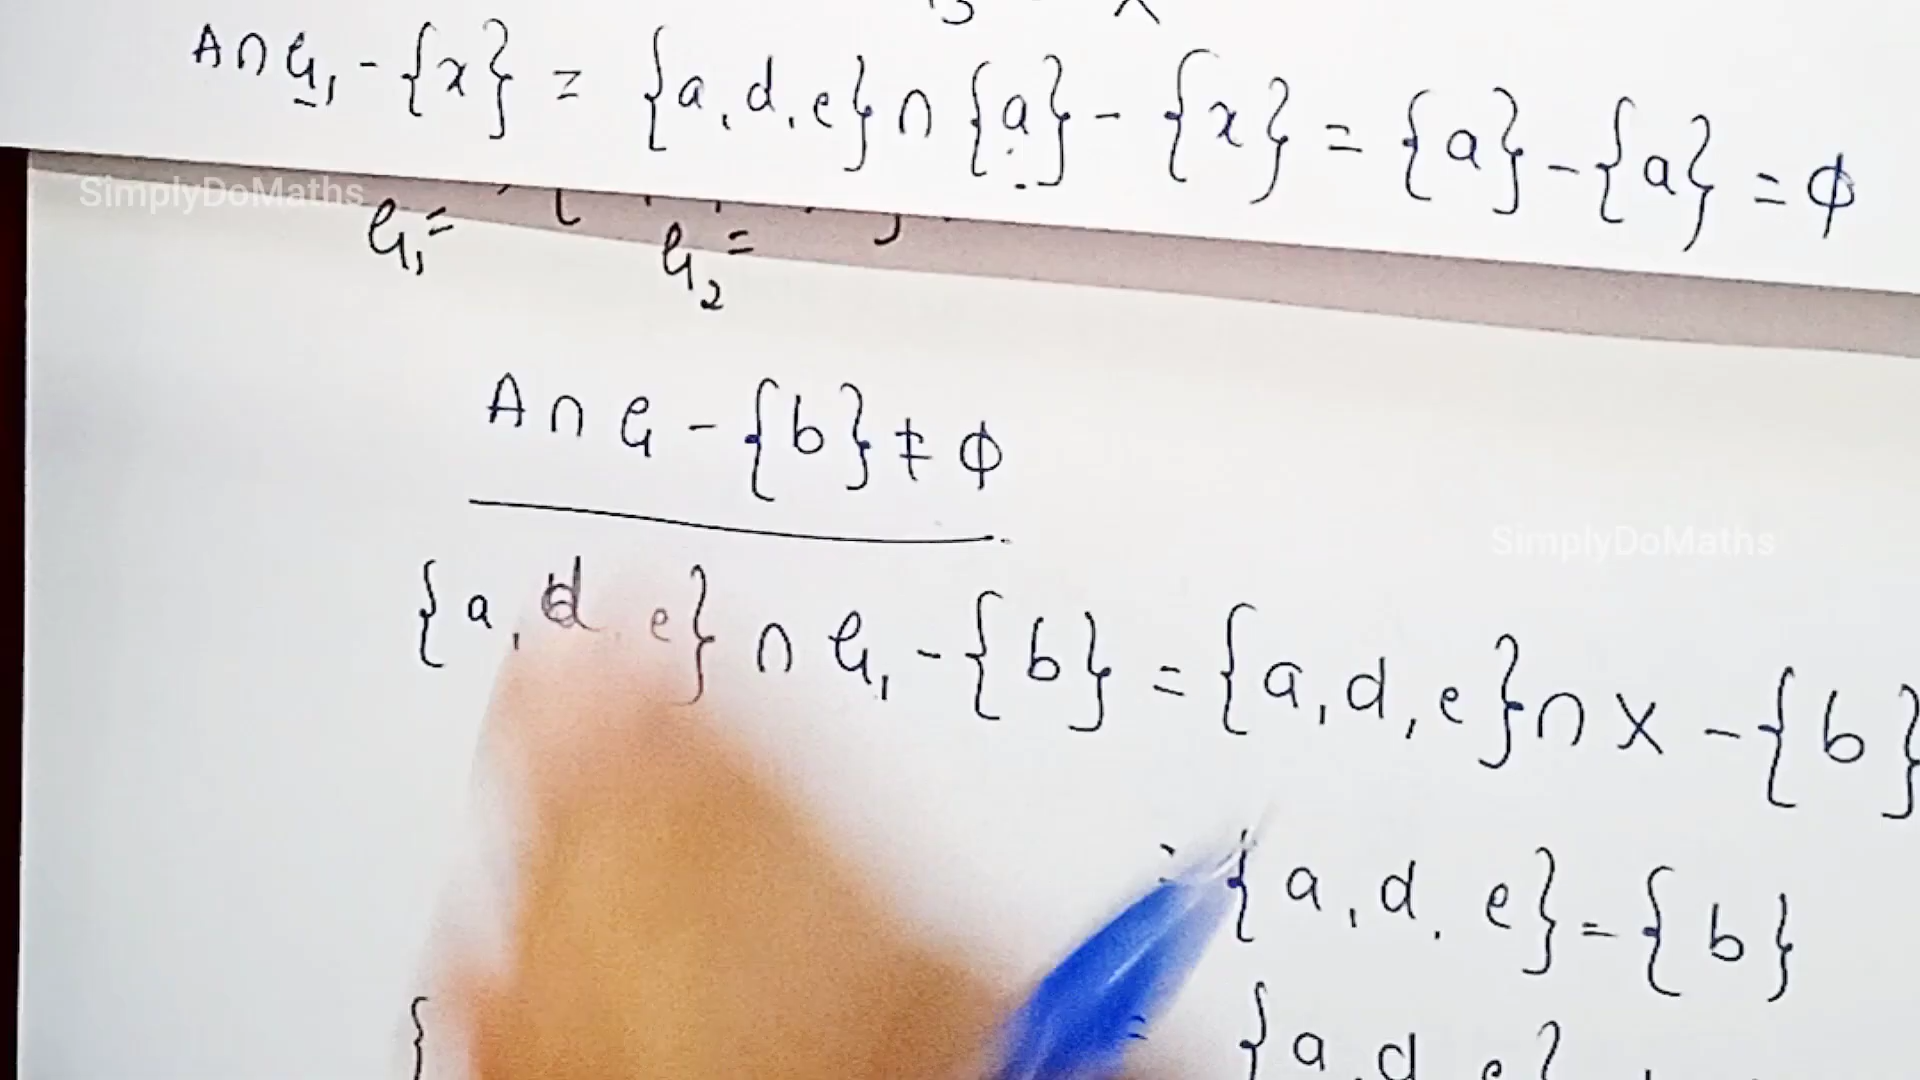 A∩G₁ - {x} = {a, d, e} ∩ {a} - {x} = {a} - {a} = ϕ
SimplyDoMaths
G₁ = G₂ =
A ∩ G - {b} ≠ ϕ
SimplyDoMaths
{a, d, e} ∩ G₁ - {b} = {a, d, e} ∩ X - {b}
= {a, d, e} - {b}
= {a, d, e}